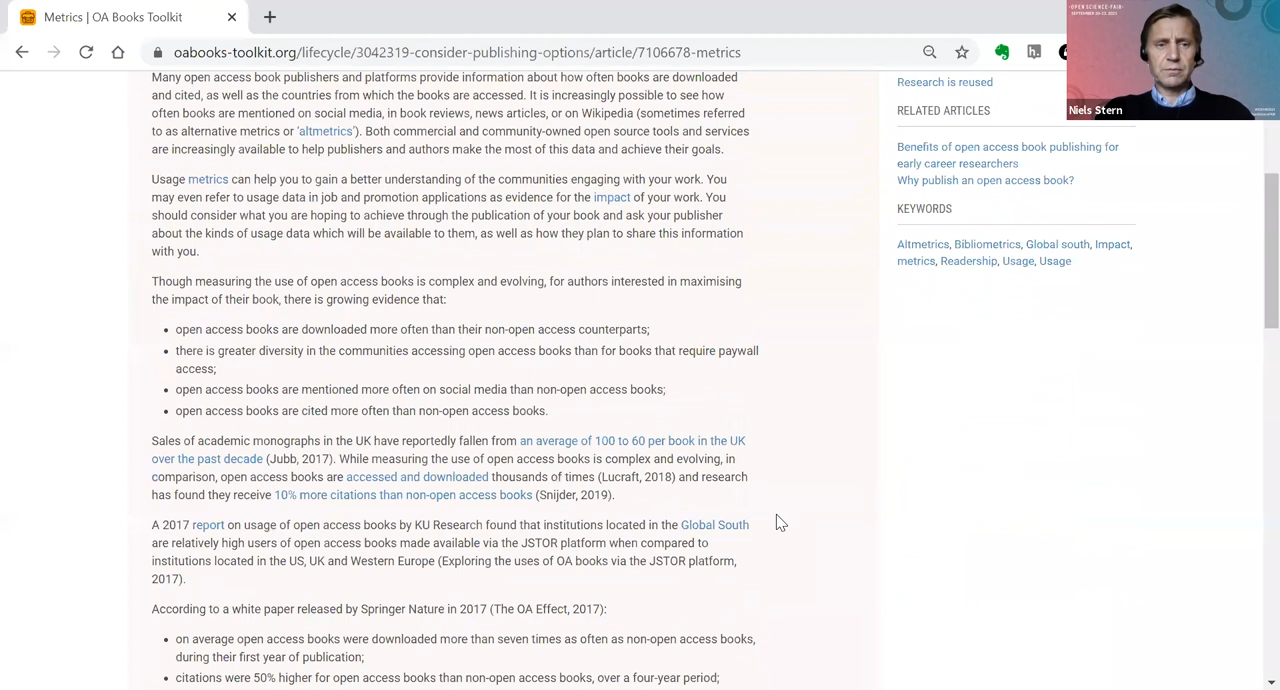 Metrics | OA Books Toolkit
oabooks-toolkit.org/lifecycle/3042319-consider-publishing-options/article/7106678-metrics
OPEN SCIENCE FAIR
Niels Stern
Many open access book publishers and platforms provide information about how often books are downloaded
and cited, as well as the countries from which the books are accessed. It is increasingly possible to see how
often books are mentioned on social media, in book reviews, news articles, or on Wikipedia (sometimes referred
to as alternative metrics or 'altmetrics'). Both commercial and community-owned open source tools and services
are increasingly available to help publishers and authors make the most of this data and achieve their goals.
Usage metrics can help you to gain a better understanding of the communities engaging with your work. You
may even refer to usage data in job and promotion applications as evidence for the impact of your work. You
should consider what you are hoping to achieve through the publication of your book and ask your publisher
about the kinds of usage data which will be available to them, as well as how they plan to share this information
with you.
Though measuring the use of open access books is complex and evolving, for authors interested in maximising
the impact of their book, there is growing evidence that:
• open access books are downloaded more often than their non-open access counterparts;
• there is greater diversity in the communities accessing open access books than for books that require paywall
access;
• open access books are mentioned more often on social media than non-open access books;
• open access books are cited more often than non-open access books.
Sales of academic monographs in the UK have reportedly fallen from an average of 100 to 60 per book in the UK
over the past decade (Jubb, 2017). While measuring the use of open access books is complex and evolving, in
comparison, open access books are accessed and downloaded thousands of times (Lucraft, 2018) and research
has found they receive 10% more citations than non-open access books (Snijder, 2019).
A 2017 report on usage of open access books by KU Research found that institutions located in the Global South
are relatively high users of open access books made available via the JSTOR platform when compared to
institutions located in the US, UK and Western Europe (Exploring the uses of OA books via the JSTOR platform,
2017).
According to a white paper released by Springer Nature in 2017 (The OA Effect, 2017):
• on average open access books were downloaded more than seven times as often as non-open access books,
during their first year of publication;
• citations were 50% higher for open access books than non-open access books, over a four-year period;
Research is reused
RELATED ARTICLES
Benefits of open access book publishing for
early career researchers
Why publish an open access book?
KEYWORDS
Altmetrics, Bibliometrics, Global south, Impact,
metrics, Readership, Usage, Usage